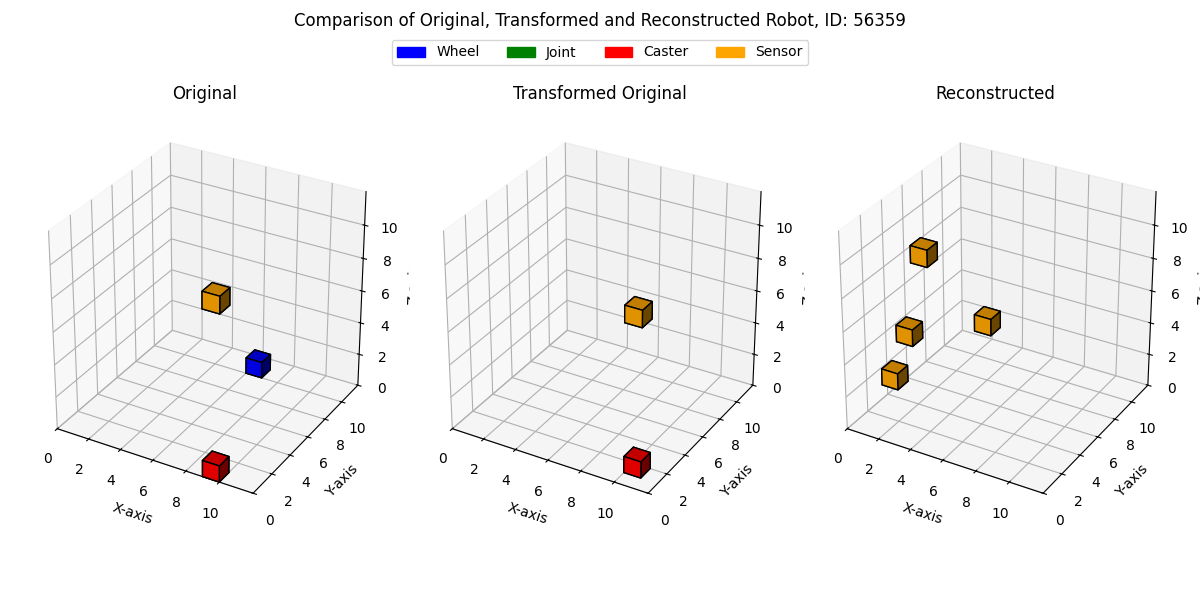 Comparison of Original, Transformed and Reconstructed Robot, ID: 56359
Wheel Joint Caster Sensor
Original Transformed Original Reconstructed
0 2 4 6 8 10
X-axis
0 2 4 6 8 10
Y-axis
0 2 4 6 8 10
0 2 4 6 8 10
X-axis
0 2 4 6 8 10
Y-axis
0 2 4 6 8 10
0 2 4 6 8 10
X-axis
0 2 4 6 8 10
Y-axis
0 2 4 6 8 10